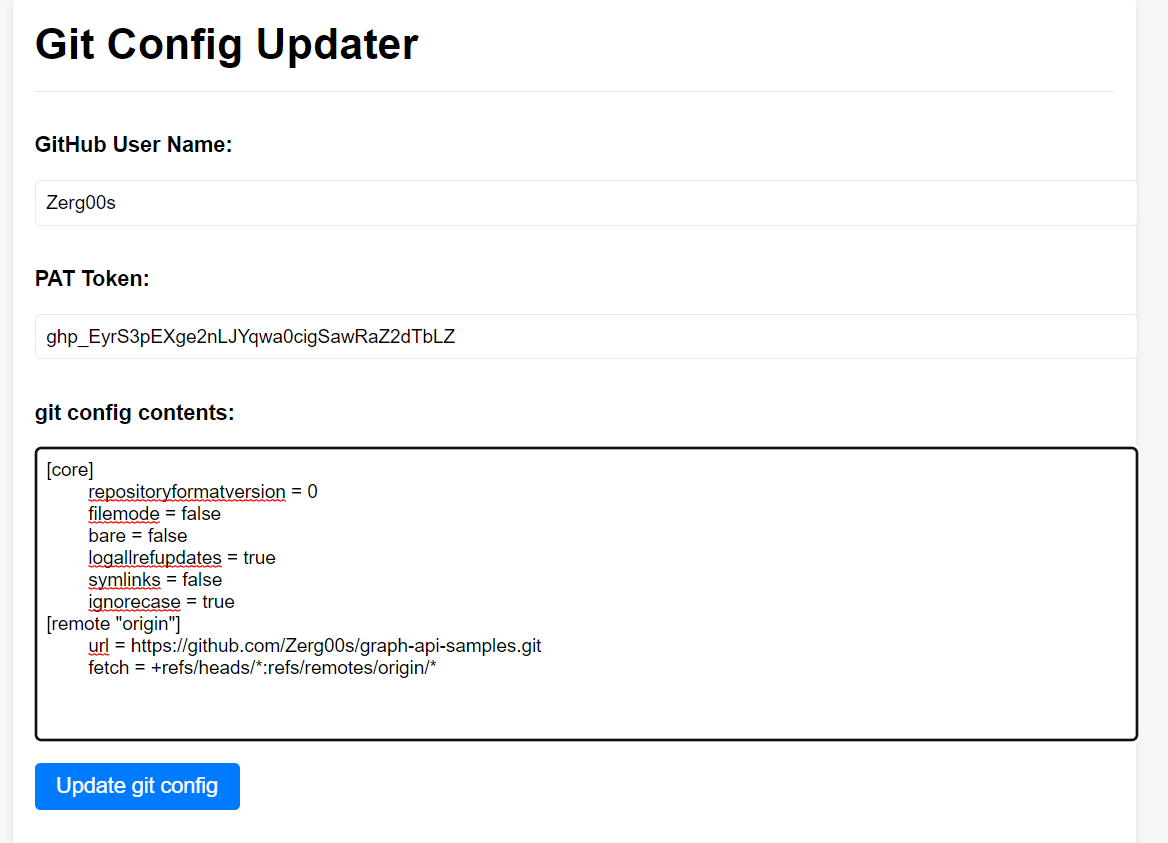 Git Config Updater
GitHub User Name:
Zerg00s
PAT Token:
ghp_EyrS3pEXge2nLJYqwa0cigSawRaZ2dTbLZ
git config contents:
[core]
repositoryformatversion = 0
filemode = false
bare = false
logallrefupdates = true
symlinks = false
ignorecase = true
[remote "origin"]
url = https://github.com/Zerg00s/graph-api-samples.git
fetch = +refs/heads/*:refs/remotes/origin/*
Update git config